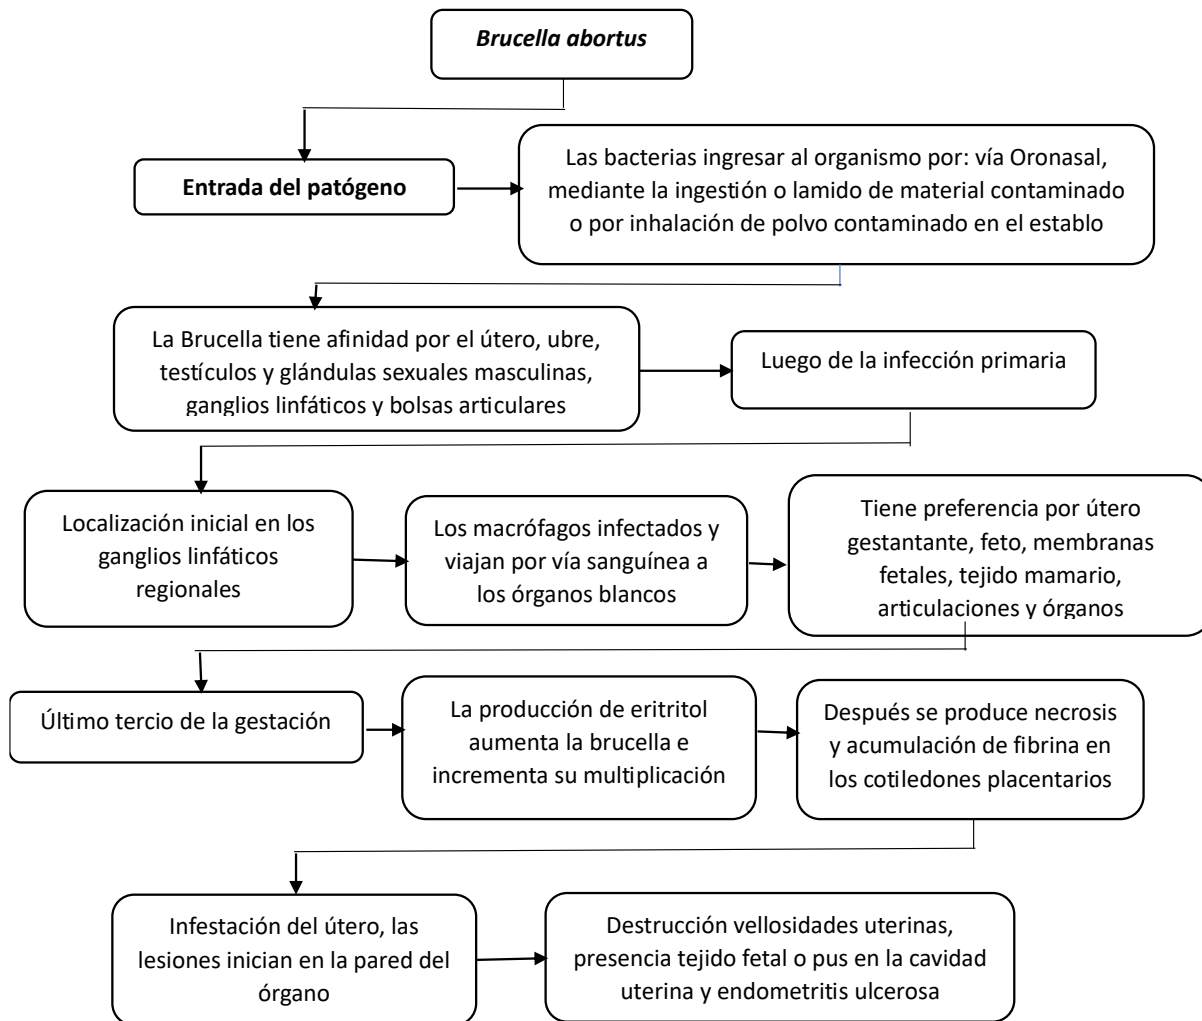 Brucella abortus
Entrada del patógeno
Las bacterias ingresar al organismo por: vía Oronasal,
mediante la ingestión o lamido de material contaminado
o por inhalación de polvo contaminado en el establo
La Brucella tiene afinidad por el útero, ubre,
testículos y glándulas sexuales masculinas,
ganglios linfáticos y bolsas articulares
Luego de la infección primaria
Localización inicial en los
ganglios linfáticos
regionales
Los macrófagos infectados y
viajan por vía sanguínea a
los órganos blancos
Tiene preferencia por útero
gestantante, feto, membranas
fetales, tejido mamario,
articulaciones y órganos
Último tercio de la gestación
La producción de eritritol
aumenta la brucella e
incrementa su multiplicación
Después se produce necrosis
y acumulación de fibrina en
los cotiledones placentarios
Infestación del útero, las
lesiones inician en la pared del
órgano
Destrucción vellosidades uterinas,
presencia tejido fetal o pus en la cavidad
uterina y endometritis ulcerosa